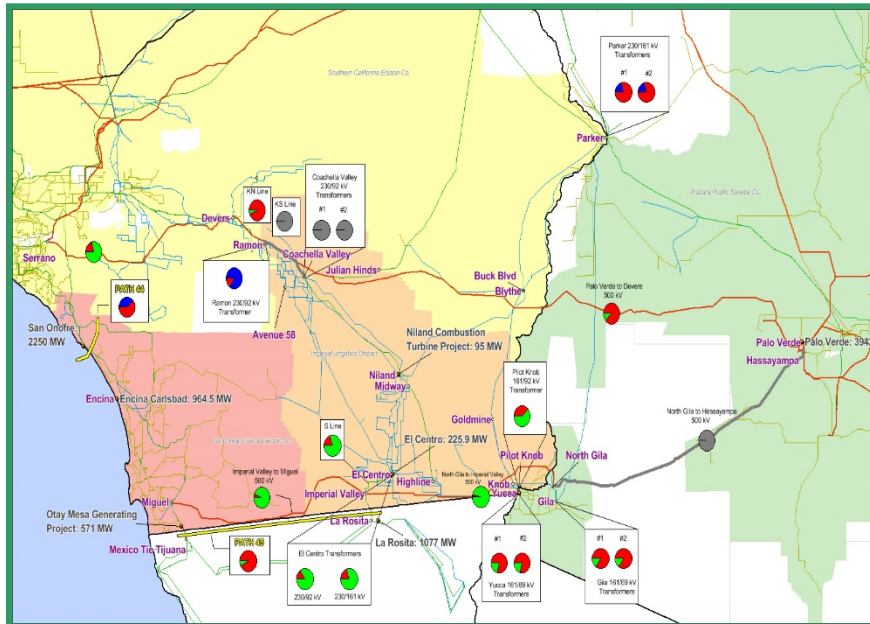 Southern California Edison Co.
Parker 230/161 kV
Transformers
#1 #2
Parker
Arizona Public Service Co.
KN Line
KS Line
Coachella Valley
230/92 kV
Transformers
#1 #2
Devers
Ramon
Serrano
Coachella Valley
Julian Hinds
Buck Blvd
Blythe
Palo Verda to Devers
500 kV
PATH 44
Ramon 230/92 kV
Transformer
San Onofre
2250 MW
Avenue 58
Niland Combustion
Turbine Project: 95 MW
Imperial Irrigation District
Palo Verde
Palo Verde: 3942
Hassayampa
Niland
Midway
Pilot Knob
161/92 kV
Transformer
Encina
Encina Carlsbad: 964.5 MW
Goldmine
North Gila to Hassayampa
500 kV
S Line
El Centro: 225.9 MW
Pilot Knob
North Gila
Imperial Valley to Miguel
500 kV
El Centro
Highline
North Gila to Imperial Valley
500 kV
Imperial Valley
Knob
Yucca
Gila
Miguel
Otay Mesa Generating
Project: 571 MW
La Rosita
La Rosita: 1077 MW
Mexico Tie
Tijuana
PATH 45
El Centro Transformers
230/92 kV 230/161 kV
#1 #2
Yucca 161/69 kV
Transformers
#1 #2
Gila 161/69 kV
Transformers